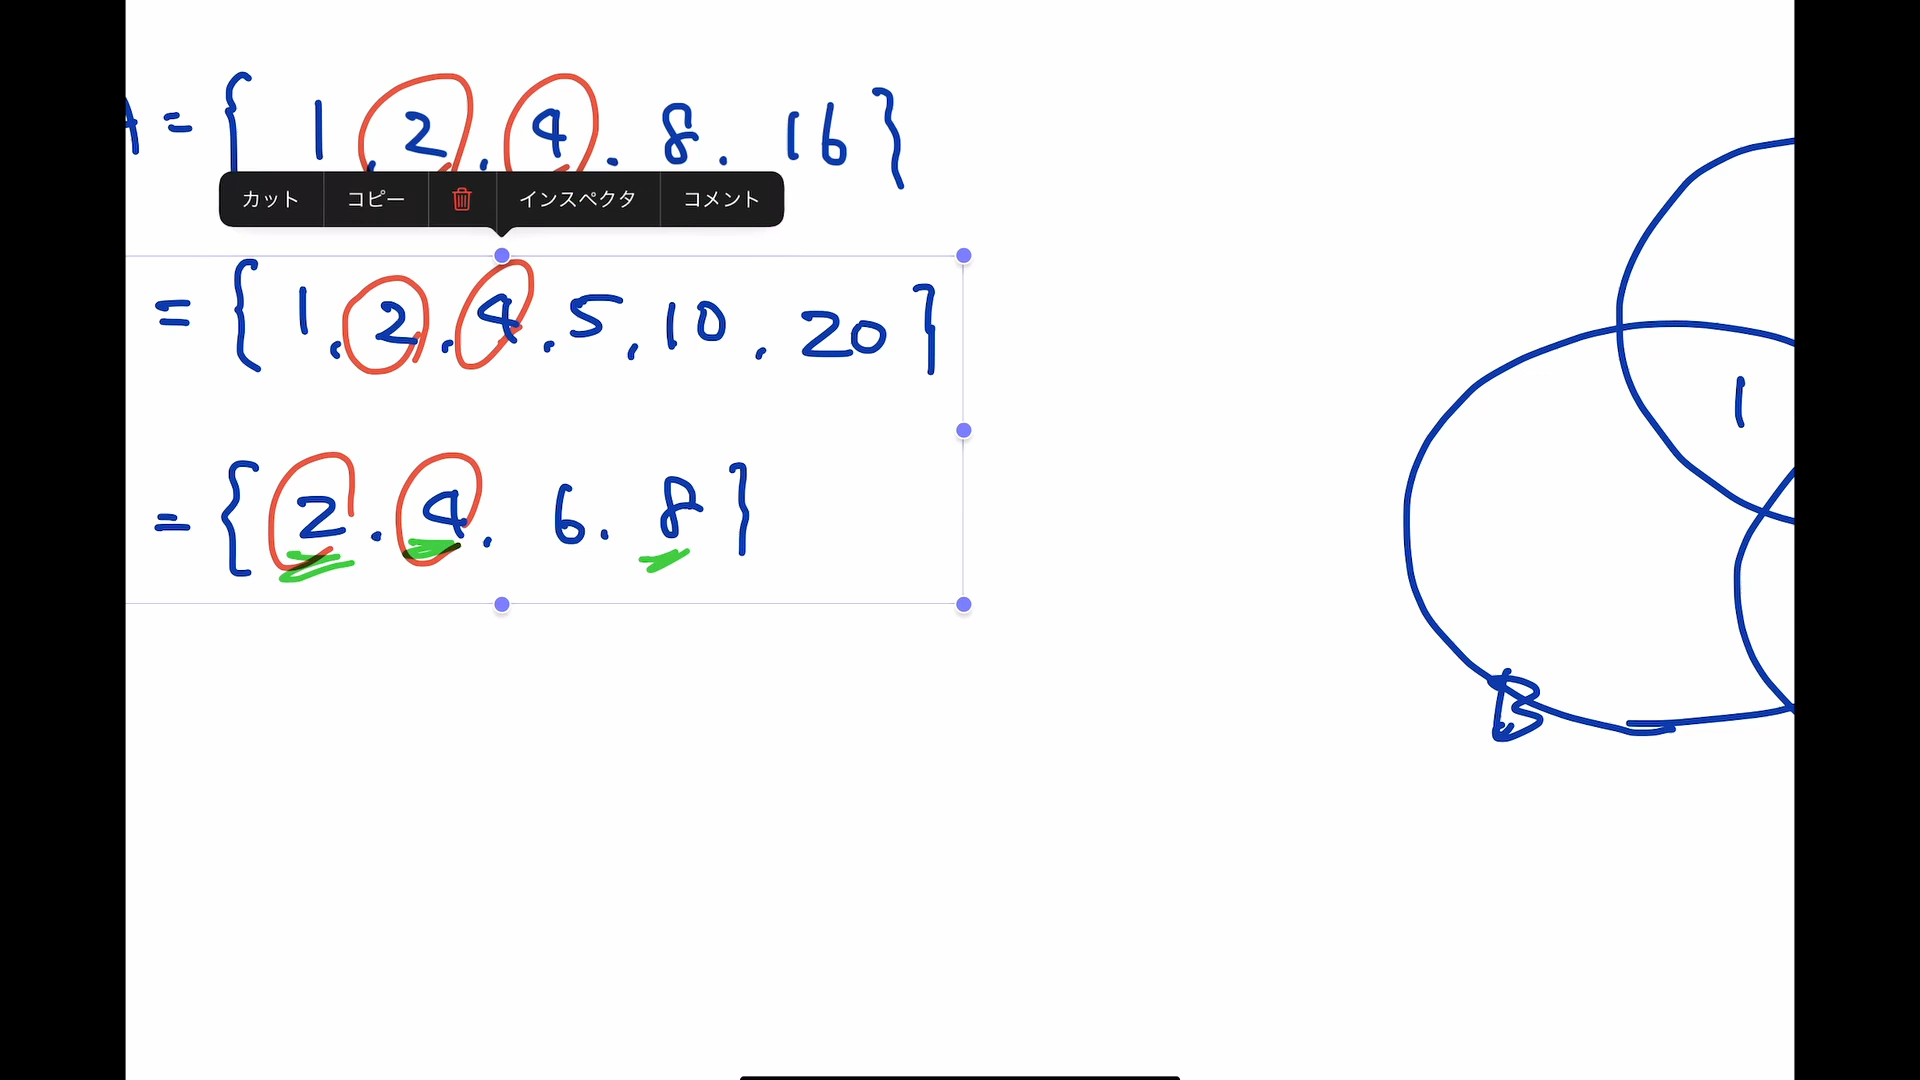 A = { 1 , 2 , 4 . 8 . 16 }
カット コピー インスペクタ コメント
= { 1 , 2 , 4 , 5 , 10 , 20 }
1
= { 2 . 4 . 6 . 8 }
B